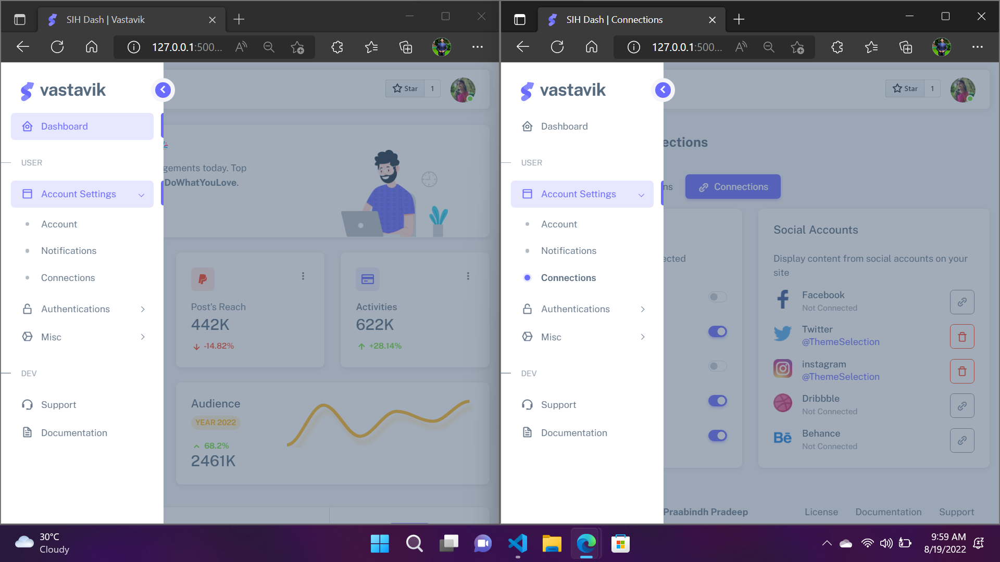 SIH Dash | Vastavik
127.0.0.1:500...
vastavik
Star 1
Dashboard
USER
gements today. Top
DoWhatYouLove.
Account Settings
Account
Notifications
Connections
Authentications
Misc
DEV
Support
Documentation
Post's Reach
442K
-14.82%
Activities
622K
+28.14%
Audience
YEAR 2022
68.2%
2461K
SIH Dash | Connections
127.0.0.1:500...
vastavik
Star 1
Dashboard
ections
USER
Account Settings
ns
Connections
Account
Notifications
Connections
Authentications
Misc
DEV
Support
Documentation
ected
Social Accounts
Display content from social accounts on your
site
Facebook
Not Connected
Twitter
@ThemeSelection
instagram
@ThemeSelection
Dribbble
Not Connected
Bē
Behance
Not Connected
Praabindh Pradeep
License Documentation Support
30°C
Cloudy
9:59 AM
8/19/2022